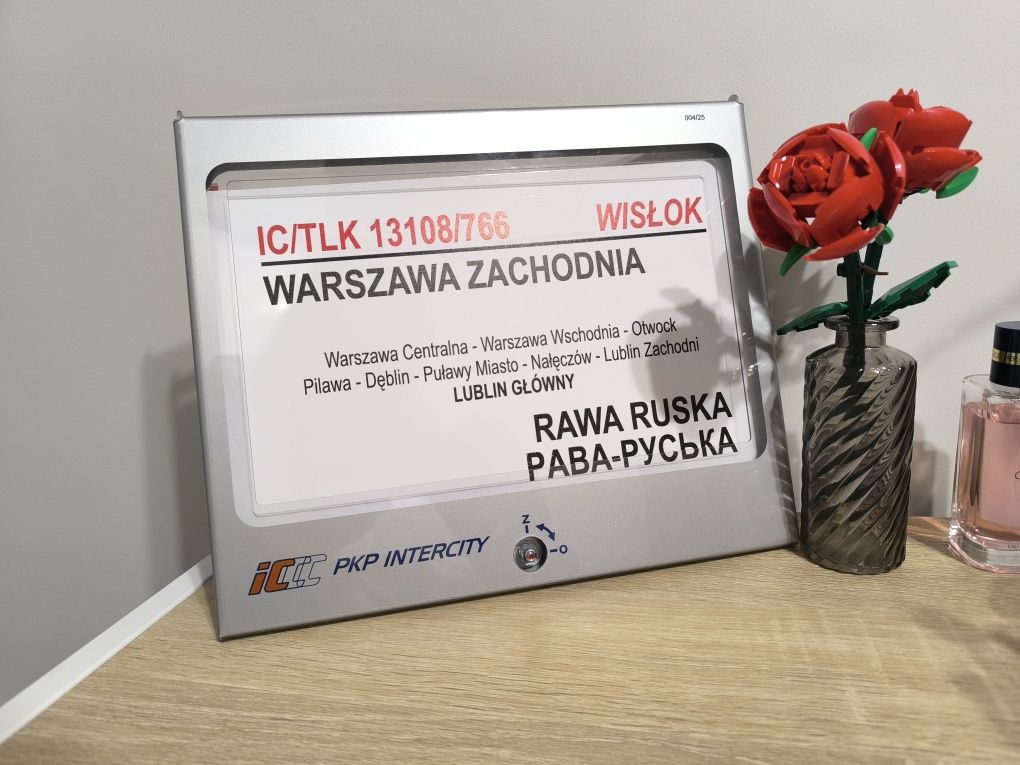 004/25
IC/TLK 13108/766 WISŁOK
WARSZAWA ZACHODNIA
Warszawa Centralna - Warszawa Wschodnia - Otwock
Pilawa - Dęblin - Puławy Miasto - Nałęczów - Lublin Zachodni
LUBLIN GŁÓWNY
RAWA RUSKA
РАВА-РУСЬКА
Z
O
IC PKP INTERCITY